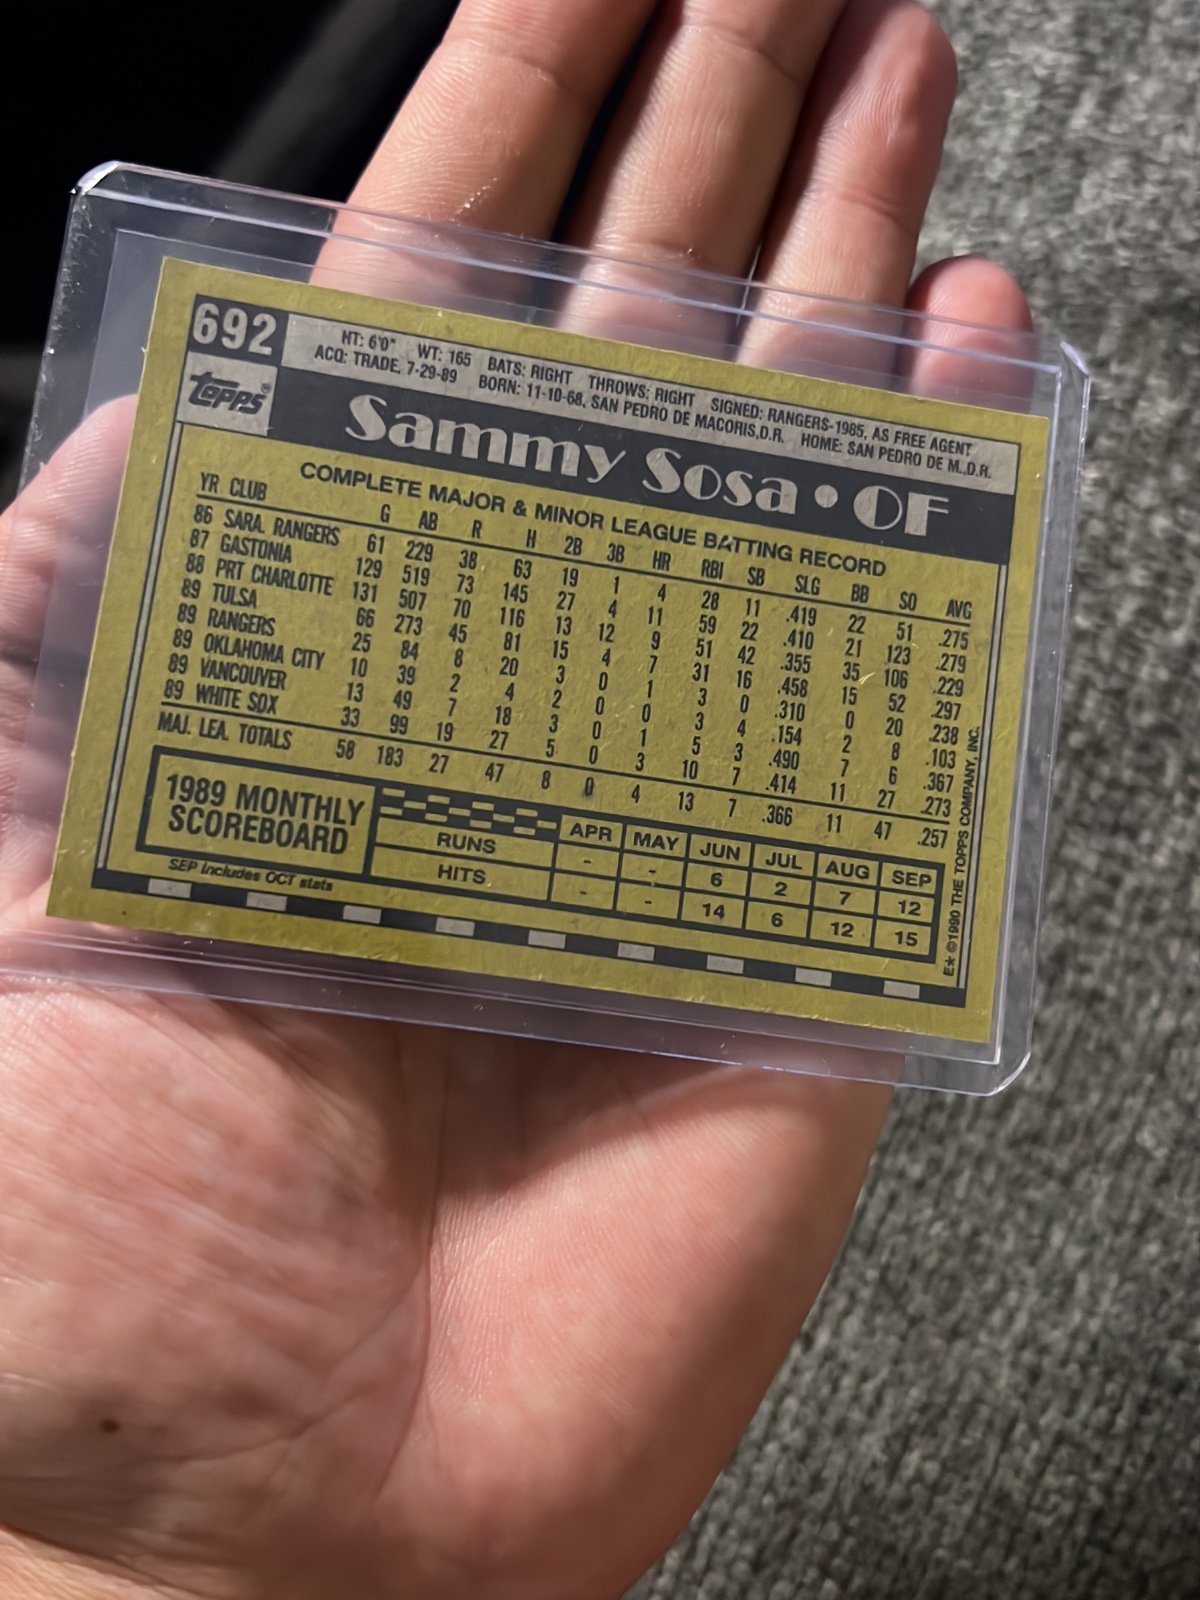 692
HT: 6'0" WT: 165 BATS: RIGHT THROWS: RIGHT SIGNED: RANGERS-1985, AS FREE AGENT
ACQ: TRADE, 7-29-89 BORN: 11-10-68, SAN PEDRO DE MACORIS,D.R. HOME: SAN PEDRO DE M.,D.R.
Topps®
Sammy Sosa • OF
COMPLETE MAJOR & MINOR LEAGUE BATTING RECORD
YR CLUB G AB R H 2B 3B HR RBI SB SLG BB SO AVG
86 SARA. RANGERS 61 229 38 63 19 1 4 28 11 .419 22 51 .275
87 GASTONIA 129 519 73 145 27 4 11 59 22 .410 21 123 .279
88 PRT CHARLOTTE 131 507 70 116 13 12 9 51 42 .355 35 106 .229
89 TULSA 66 273 45 81 15 4 7 31 16 .458 15 52 .297
89 RANGERS 25 84 8 20 3 0 1 3 0 .310 0 20 .238
89 OKLAHOMA CITY 10 39 2 4 2 0 0 3 4 .154 2 8 .103
89 VANCOUVER 13 49 7 18 3 0 1 5 3 .490 7 6 .367
89 WHITE SOX 33 99 19 27 5 0 3 10 7 .414 11 27 .273
MAJ. LEA. TOTALS 58 183 27 47 8 0 4 13 7 .366 11 47 .257
1989 MONTHLY
SCOREBOARD
APR MAY JUN JUL AUG SEP
RUNS - - 6 2 7 12
HITS - - 14 6 12 15
SEP Includes OCT stats
E* ©1990 THE TOPPS COMPANY, INC.